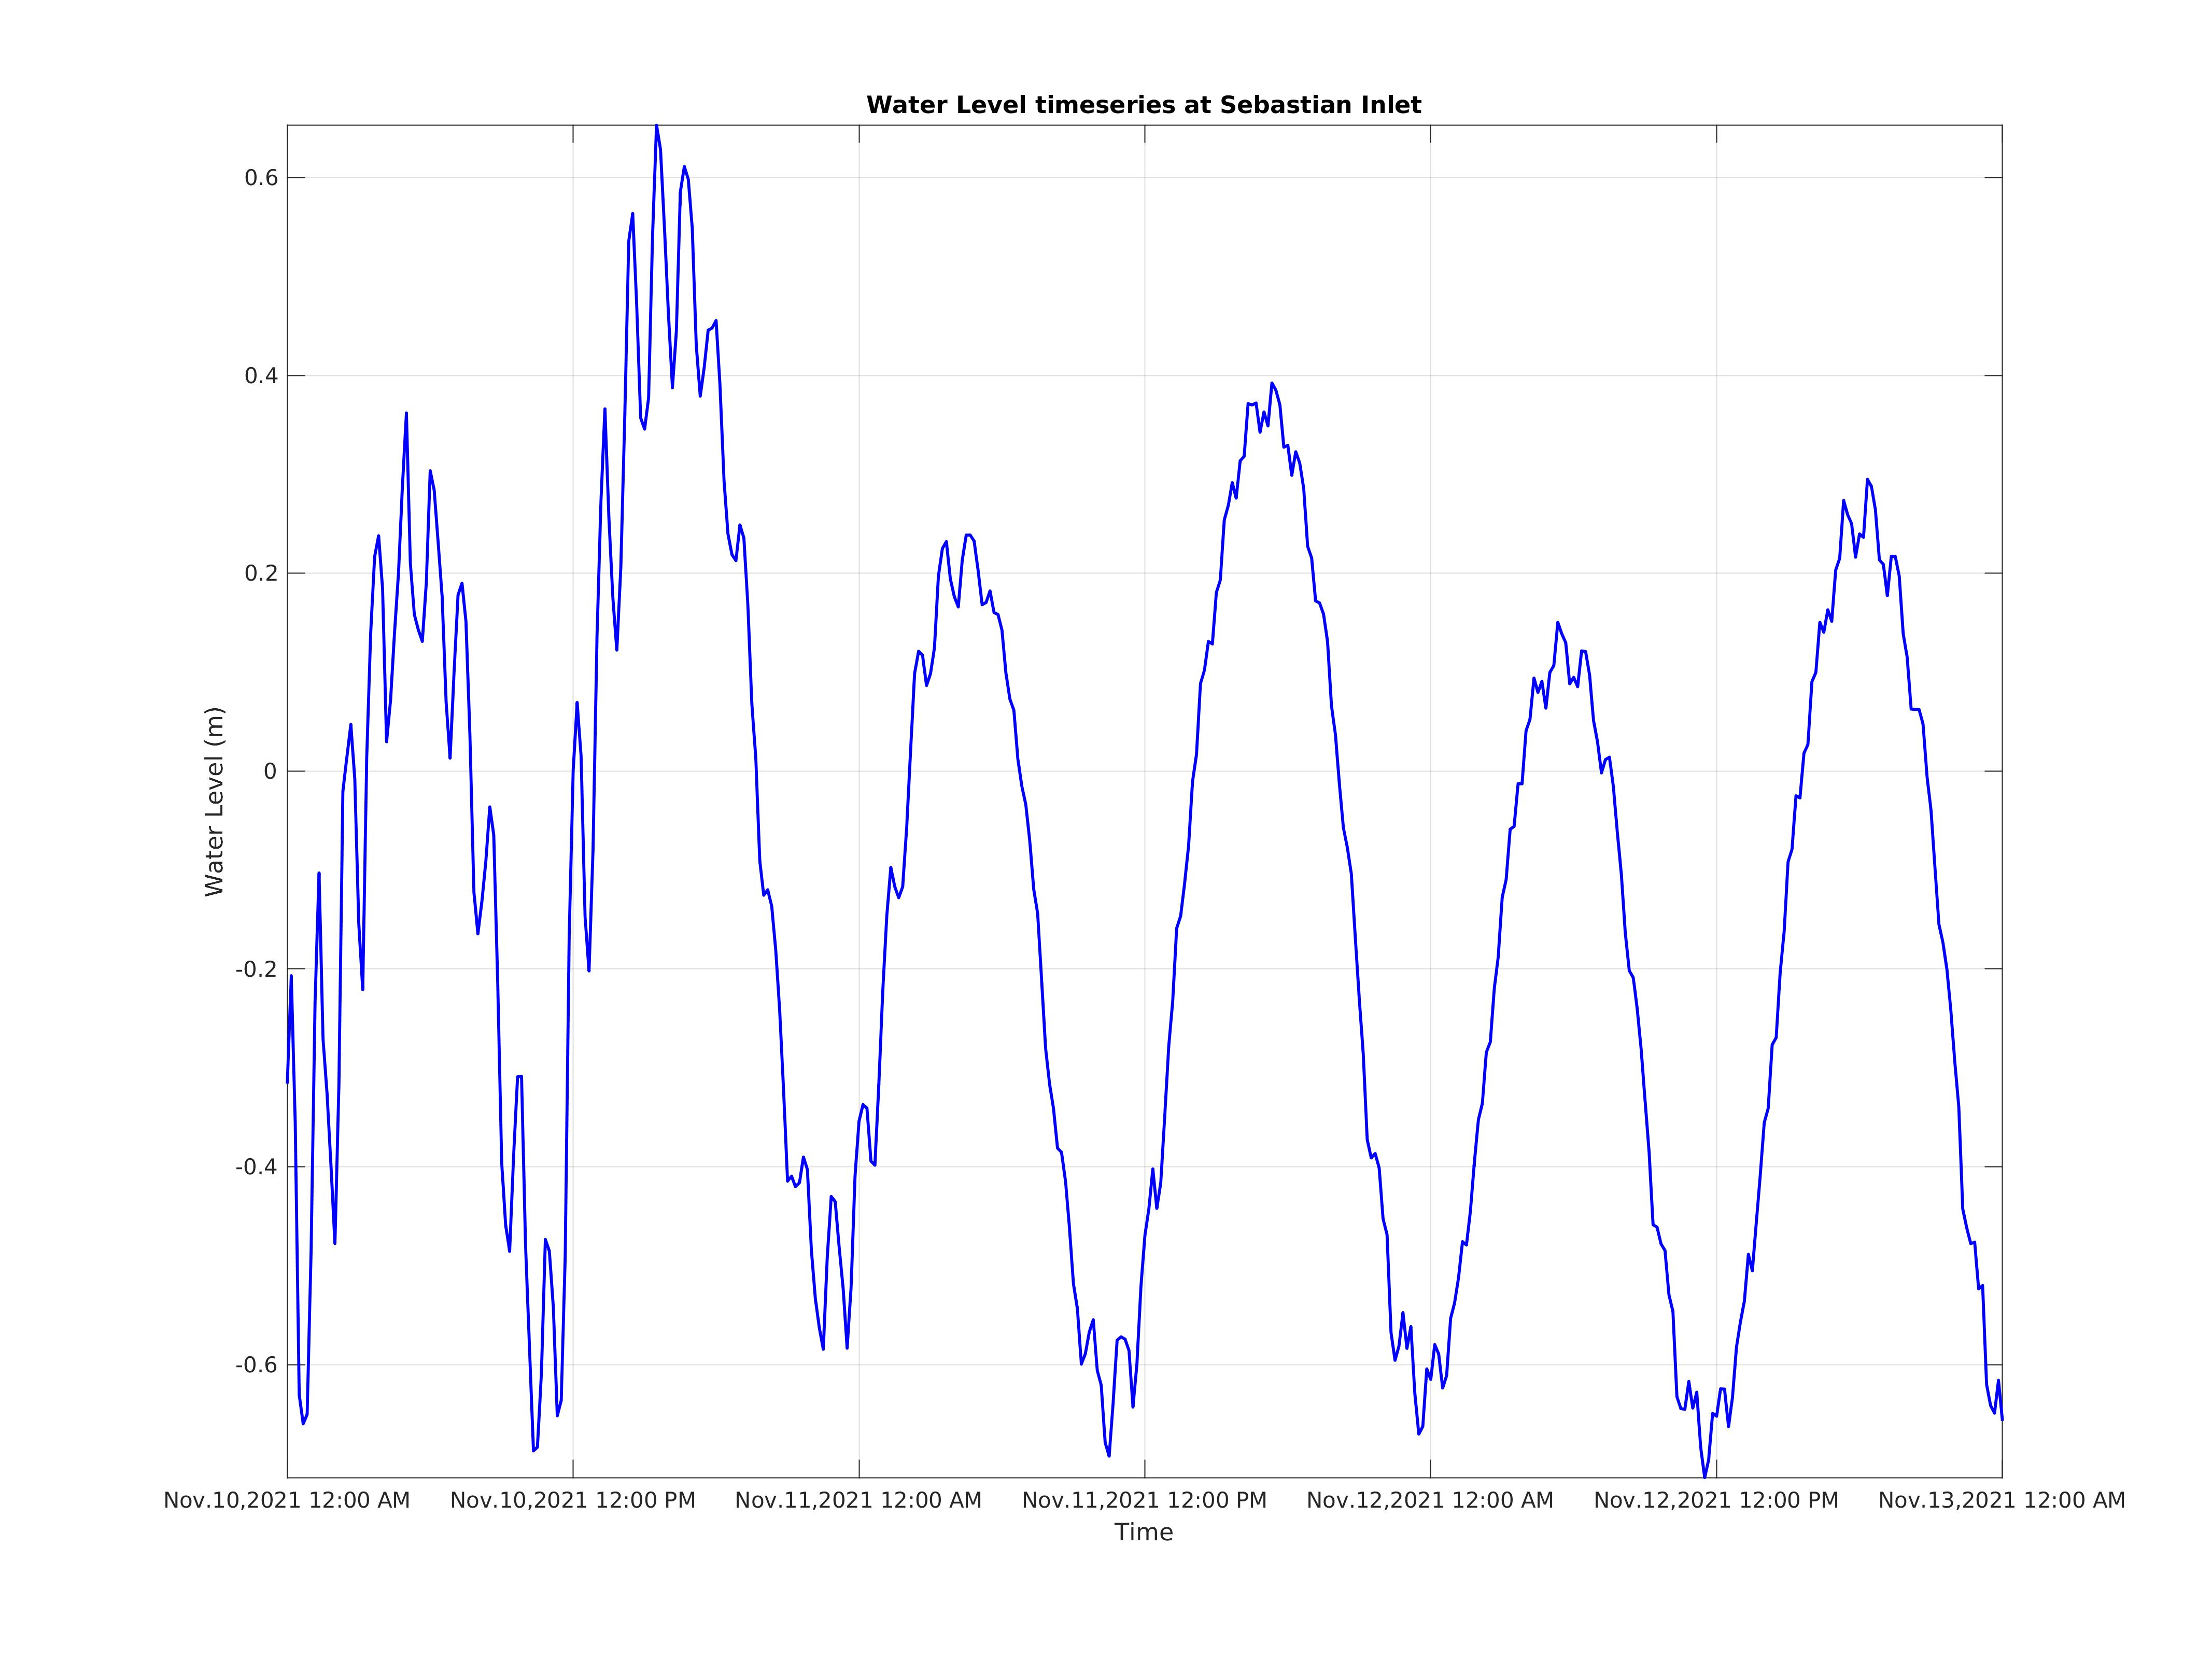 Water Level timeseries at Sebastian Inlet
0.6
0.4
0.2
0
-0.2
-0.4
-0.6
Water Level (m)
Nov.10,2021 12:00 AM
Nov.10,2021 12:00 PM
Nov.11,2021 12:00 AM
Nov.11,2021 12:00 PM
Nov.12,2021 12:00 AM
Nov.12,2021 12:00 PM
Nov.13,2021 12:00 AM
Time